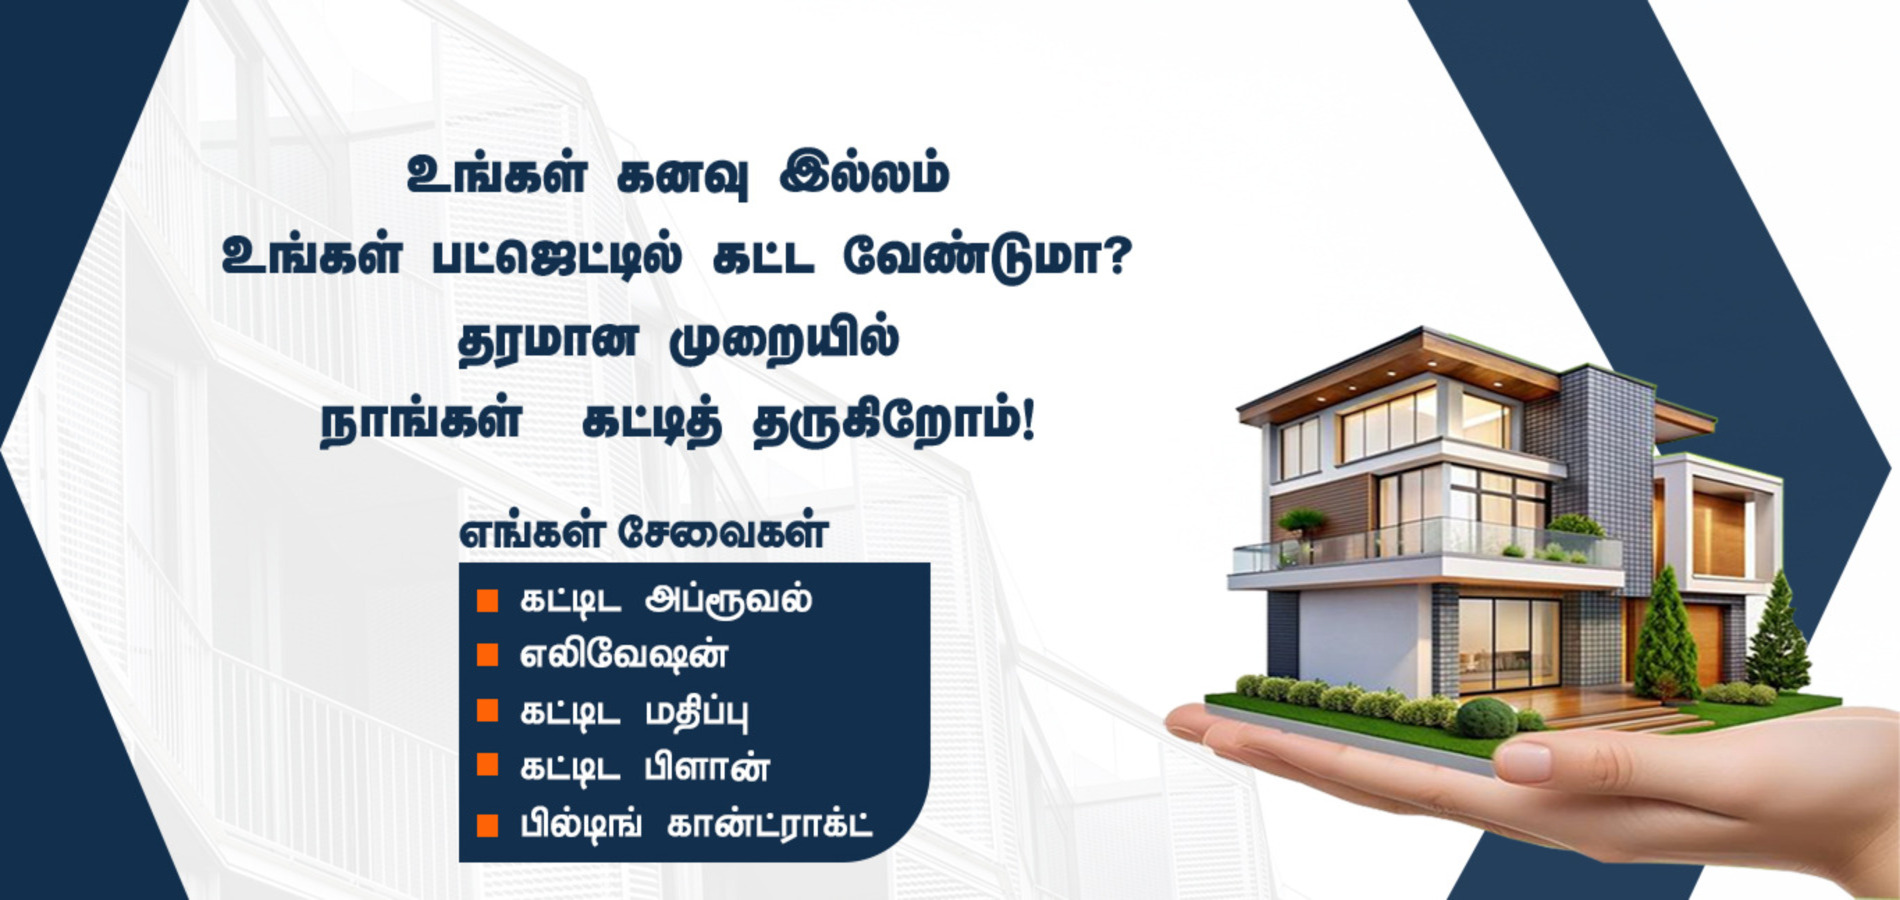 உங்கள் கனவு இல்லம்
உங்கள் பட்ஜெட்டில் கட்ட வேண்டுமா?
தரமான முறையில்
நாங்கள் கட்டித் தருகிறோம்!
எங்கள் சேவைகள்
கட்டிட அப்ரூவல்
எலிவேஷன்
கட்டிட மதிப்பு
கட்டிட பிளான்
பில்டிங் கான்ட்ராக்ட்